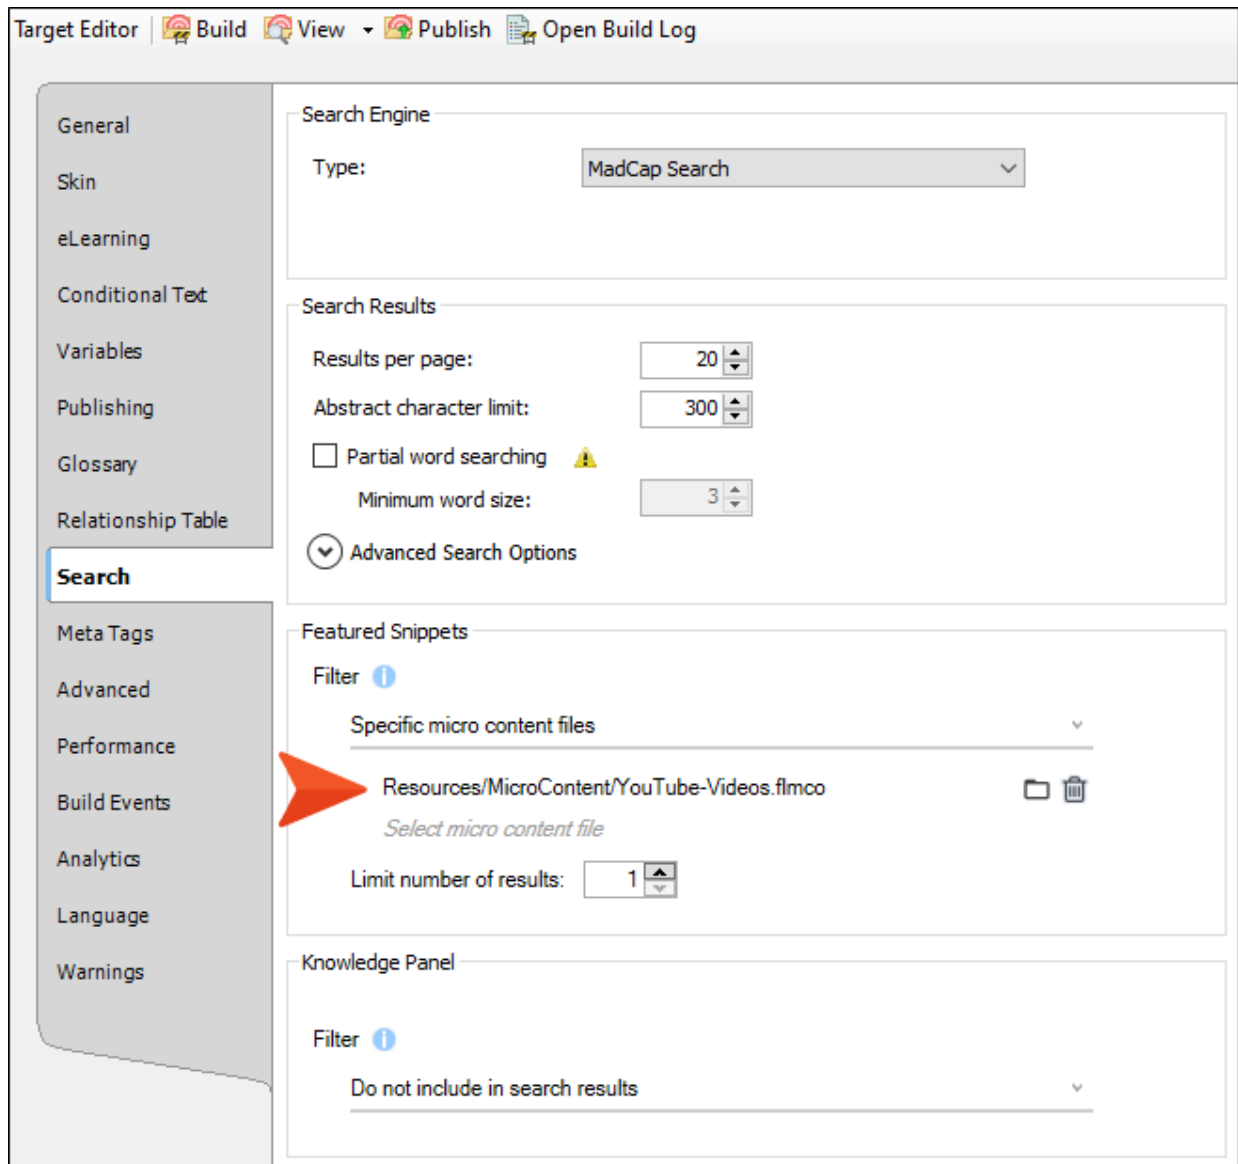 Target Editor Build View Publish Open Build Log
General
Skin
eLearning
Conditional Text
Variables
Publishing
Glossary
Relationship Table
Search
Meta Tags
Advanced
Performance
Build Events
Analytics
Language
Warnings
Search Engine
Type: MadCap Search
Search Results
Results per page: 20
Abstract character limit: 300
Partial word searching
Minimum word size: 3
Advanced Search Options
Featured Snippets
Filter
Specific micro content files
Resources/MicroContent/YouTube-Videos.flmco
Select micro content file
Limit number of results: 1
Knowledge Panel
Filter
Do not include in search results